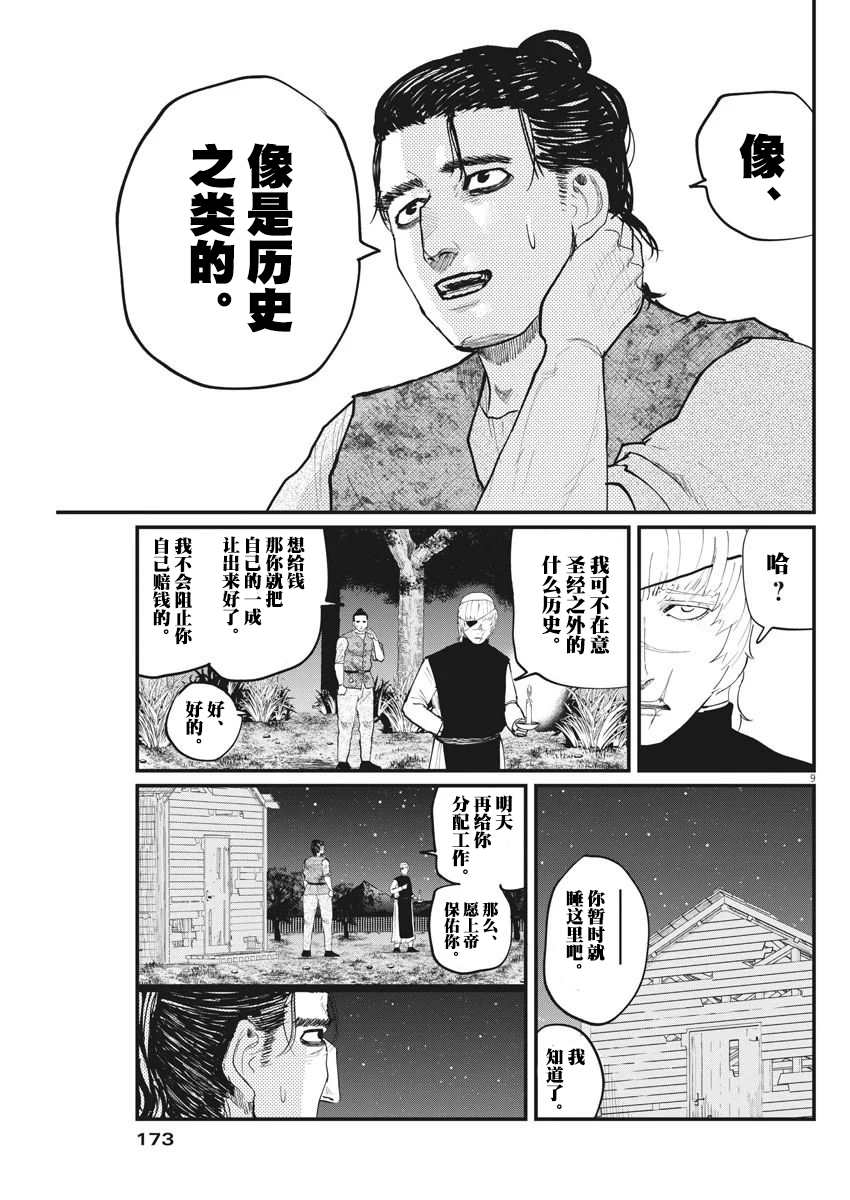 像、
像是历史
之类的。
哈?
我可不在意
圣经之外的
什么历史。
想给钱
那你就把
自己的一成
让出来好了。
我不会阻止你
自己赔钱的。
好、
好的。
9
——
你暂时就
睡这里吧。
我
知道了。
明天
再给你
分配工作。
那么、
愿上帝
保佑你。
173